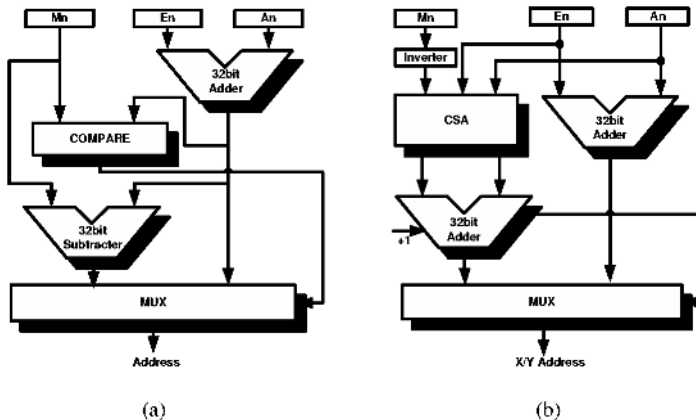 Mn En An
32bit
Adder
COMPARE
32bit
Subtracter
MUX
Address
(a)
Mn En An
Inverter
CSA
32bit
Adder
32bit
Adder
+1
MUX
X/Y Address
(b)